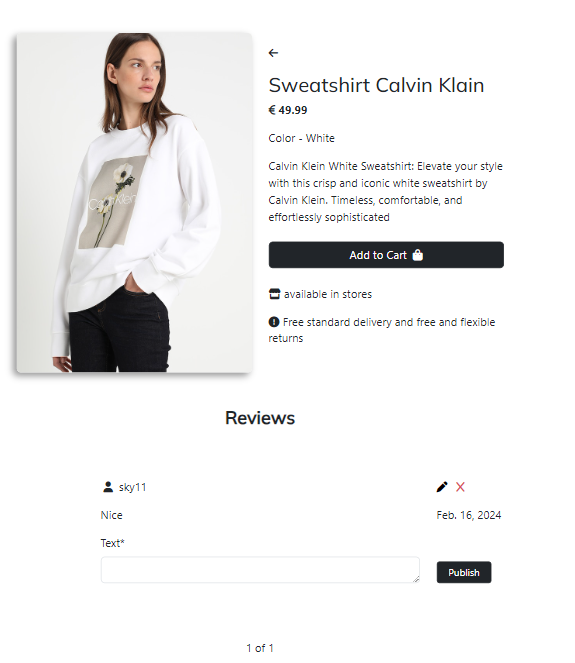 Sweatshirt Calvin Klain
€ 49.99
Color - White
Calvin Klein White Sweatshirt: Elevate your style
with this crisp and iconic white sweatshirt by
Calvin Klein. Timeless, comfortable, and
effortlessly sophisticated
Add to Cart
available in stores
Free standard delivery and free and flexible
returns
Calvin Klein
Reviews
sky11
Nice
Feb. 16, 2024
Text*
Publish
1 of 1